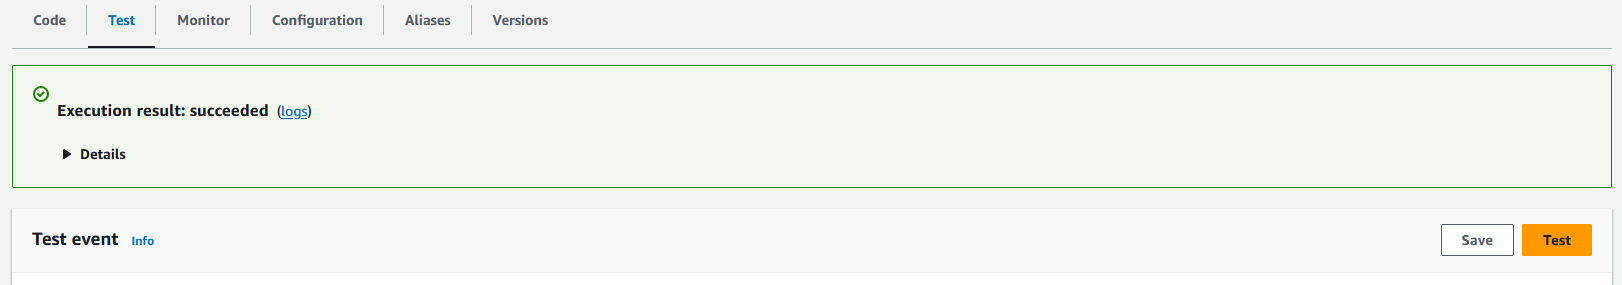 Code Test Monitor Configuration Aliases Versions
Execution result: succeeded (logs)
Details
Test event Info Save Test